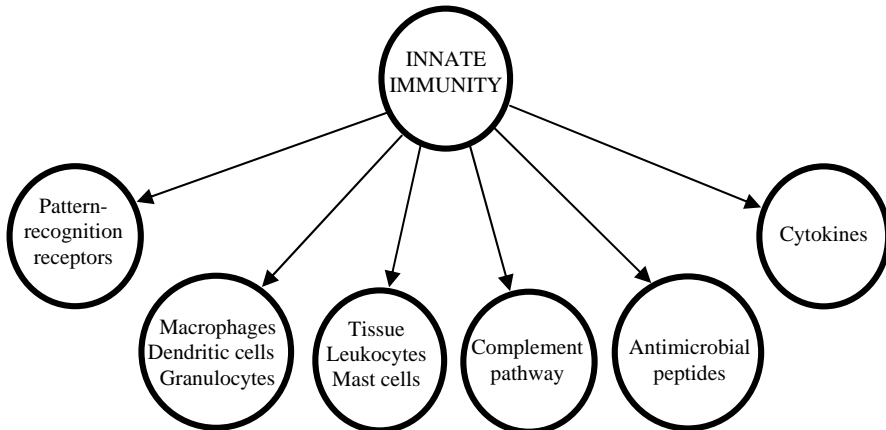 INNATE
IMMUNITY
Pattern-
recognition
receptors
Macrophages
Dendritic cells
Granulocytes
Tissue
Leukocytes
Mast cells
Complement
pathway
Antimicrobial
peptides
Cytokines